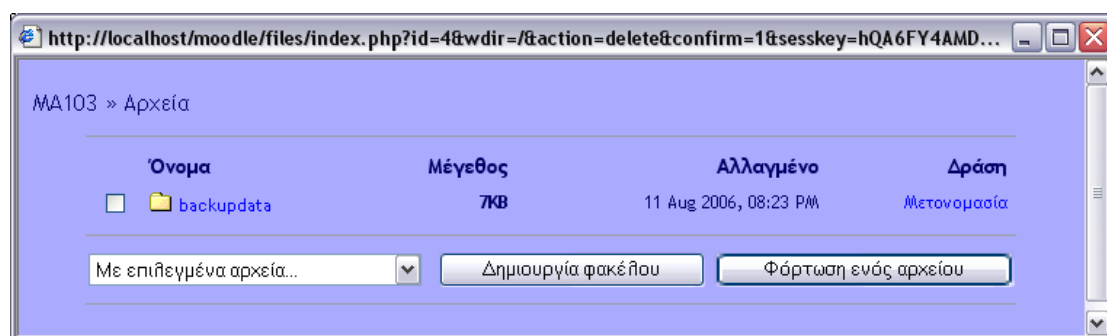 http://localhost/moodle/files/index.php?id=4&wdir=/&action=delete&confirm=1&sesskey=hQA6FY4AMD...
MA103 » Αρχεία
Όνομα Μέγεθος Αλλαγμένο Δράση
backupdata 7KB 11 Aug 2006, 08:23 PM Μετονομασία
Με επιλεγμένα αρχεία... Δημιουργία φακέλου Φόρτωση ενός αρχείου